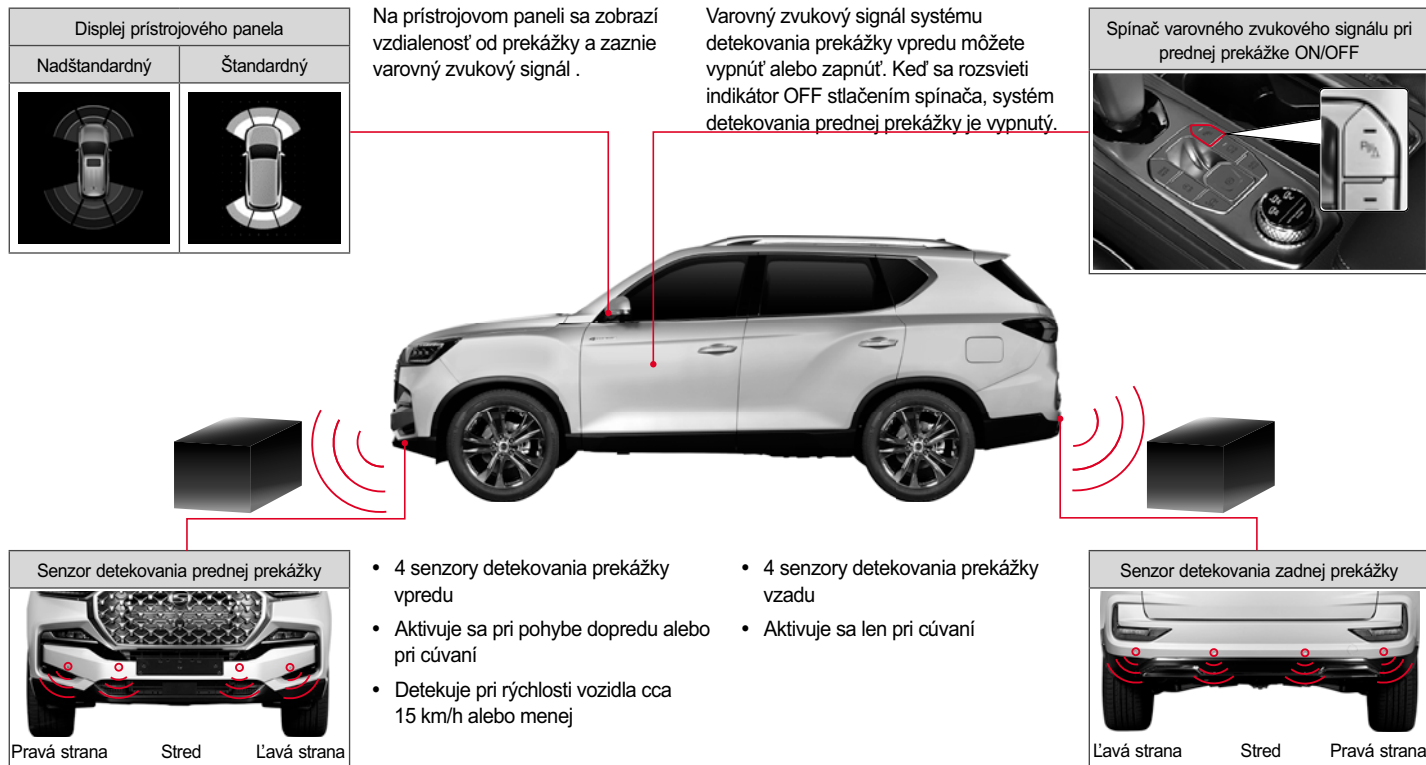 Displej prístrojového panela
Nadštandardný
Štandardný
Na prístrojovom paneli sa zobrazí
vzdialenosť od prekážky a zaznie
varovný zvukový signál .
Varovný zvukový signál systému
detekovania prekážky vpredu môžete
vypnúť alebo zapnúť. Keď sa rozsvieti
indikátor OFF stlačením spínača, systém
detekovania prednej prekážky je vypnutý.
Spínač varovného zvukového signálu pri
prednej prekážke ON/OFF
Senzor detekovania prednej prekážky
Pravá strana
Stred
Ľavá strana
• 4 senzory detekovania prekážky
vpredu
• Aktivuje sa pri pohybe dopredu alebo
pri cúvaní
• Detekuje pri rýchlosti vozidla cca
15 km/h alebo menej
• 4 senzory detekovania prekážky
vzadu
• Aktivuje sa len pri cúvaní
Senzor detekovania zadnej prekážky
Ľavá strana
Stred
Pravá strana